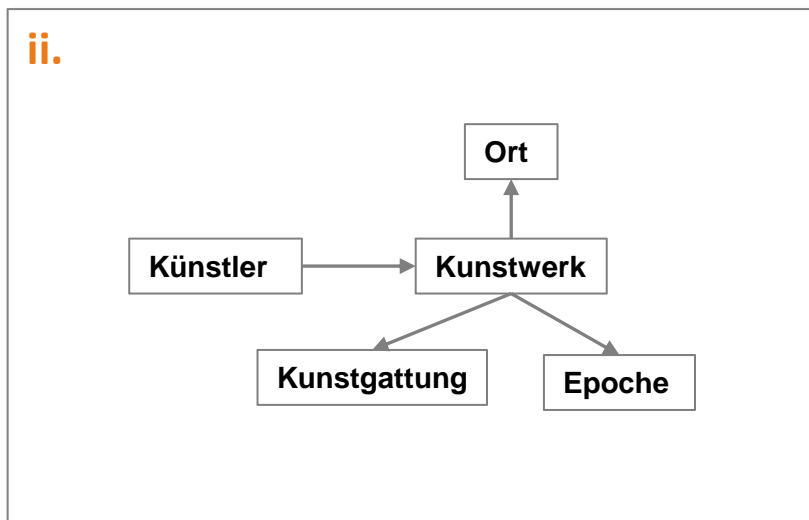 ii.
Ort
Künstler
Kunstwerk
Kunstgattung
Epoche